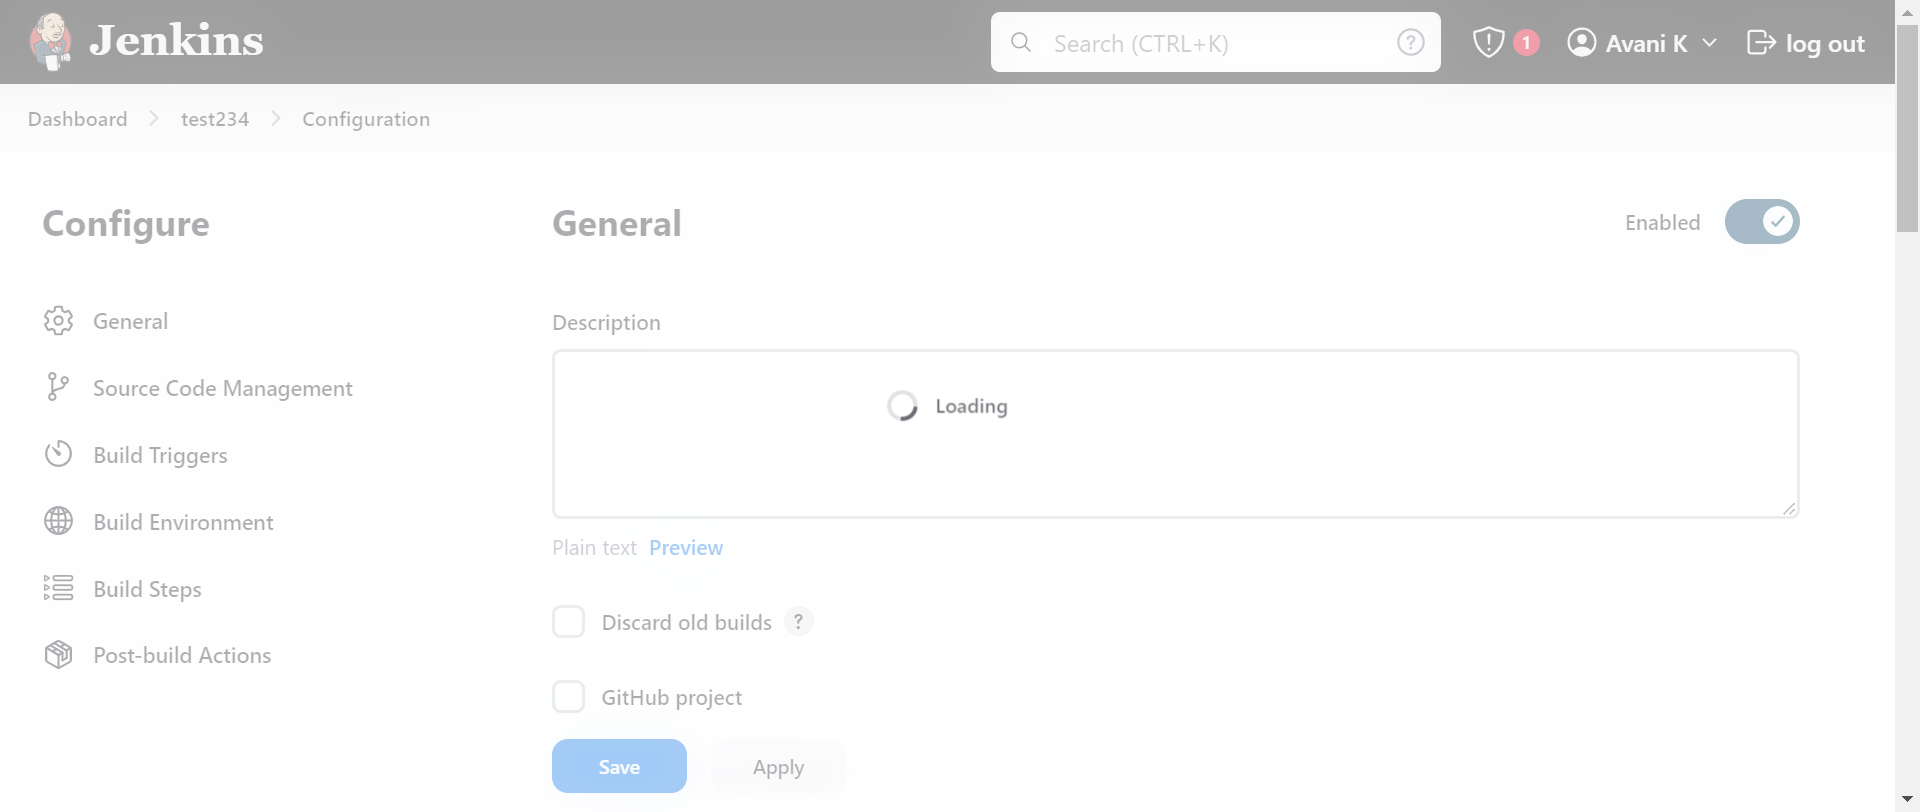 Jenkins
Search (CTRL+K)
?
1
Avani K
log out
Dashboard
test234
Configuration
Configure
General
Source Code Management
Build Triggers
Build Environment
Build Steps
Post-build Actions
General
Enabled
Description
Loading
Plain text Preview
Discard old builds ?
GitHub project
Save
Apply